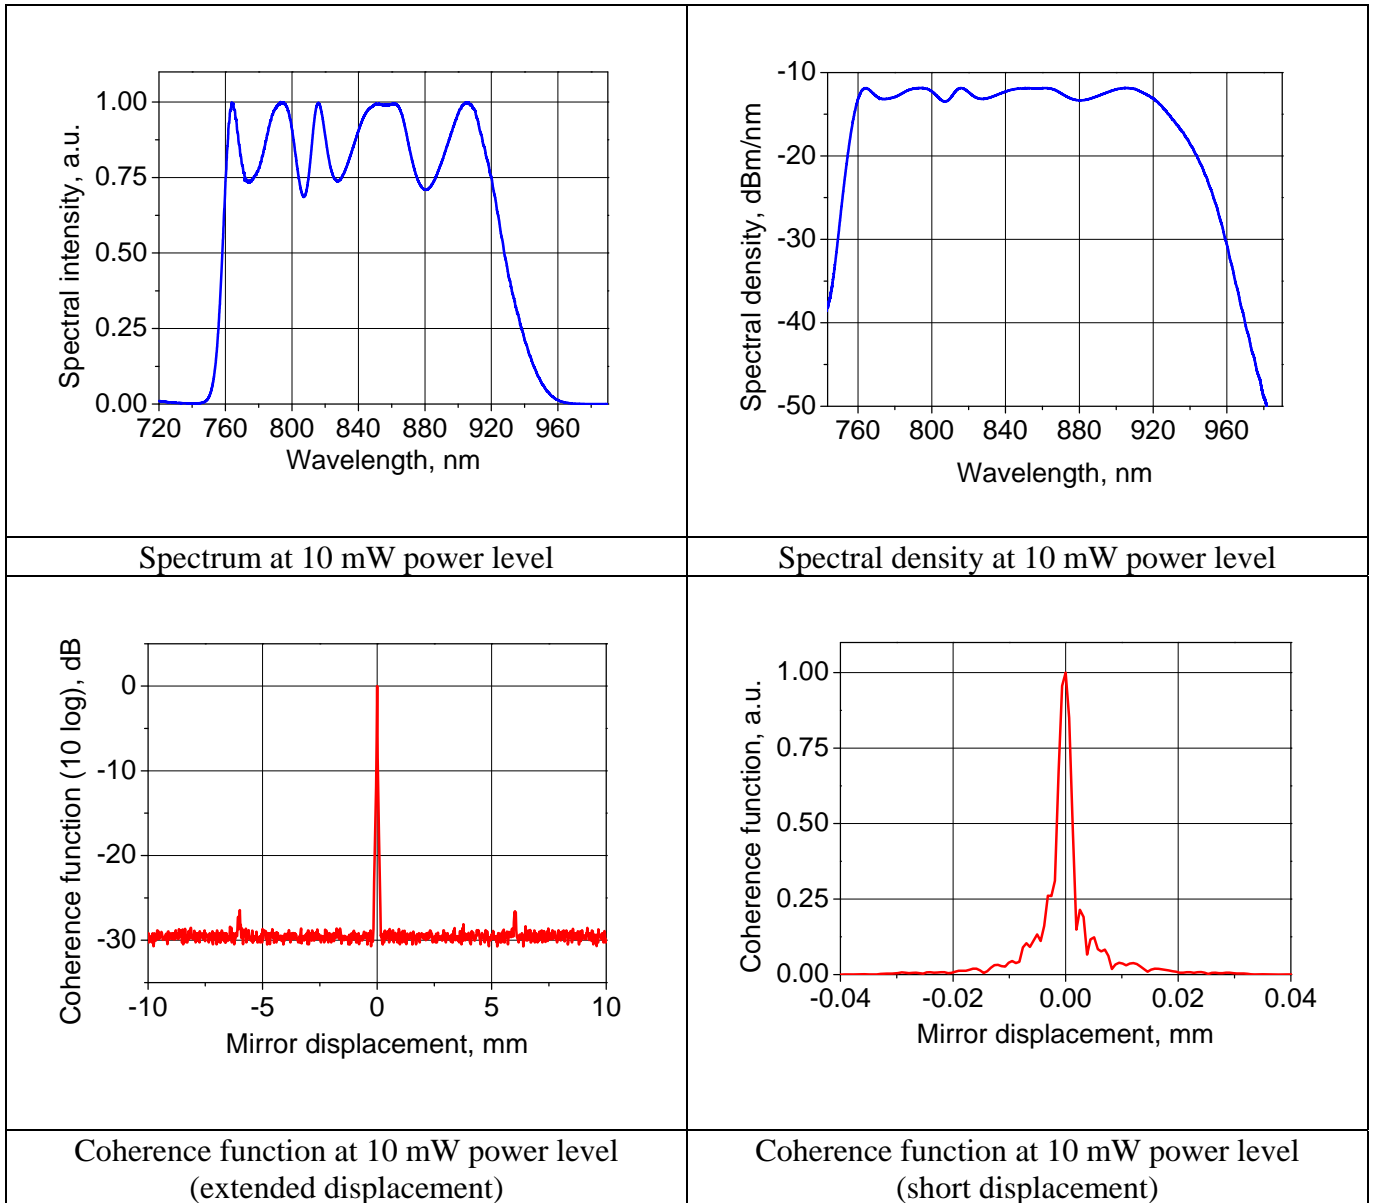 Spectral intensity, a.u.
1.00
0.75
0.50
0.25
0.00
720 760 800 840 880 920 960
Wavelength, nm
Spectral density, dBm/nm
-10
-20
-30
-40
-50
760 800 840 880 920 960
Wavelength, nm
Spectrum at 10 mW power level
Spectral density at 10 mW power level
Coherence function (10 log), dB
0
-10
-20
-30
-10 -5 0 5 10
Mirror displacement, mm
Coherence function, a.u.
1.00
0.75
0.50
0.25
0.00
-0.04 -0.02 0.00 0.02 0.04
Mirror displacement, mm
Coherence function at 10 mW power level
(extended displacement)
Coherence function at 10 mW power level
(short displacement)